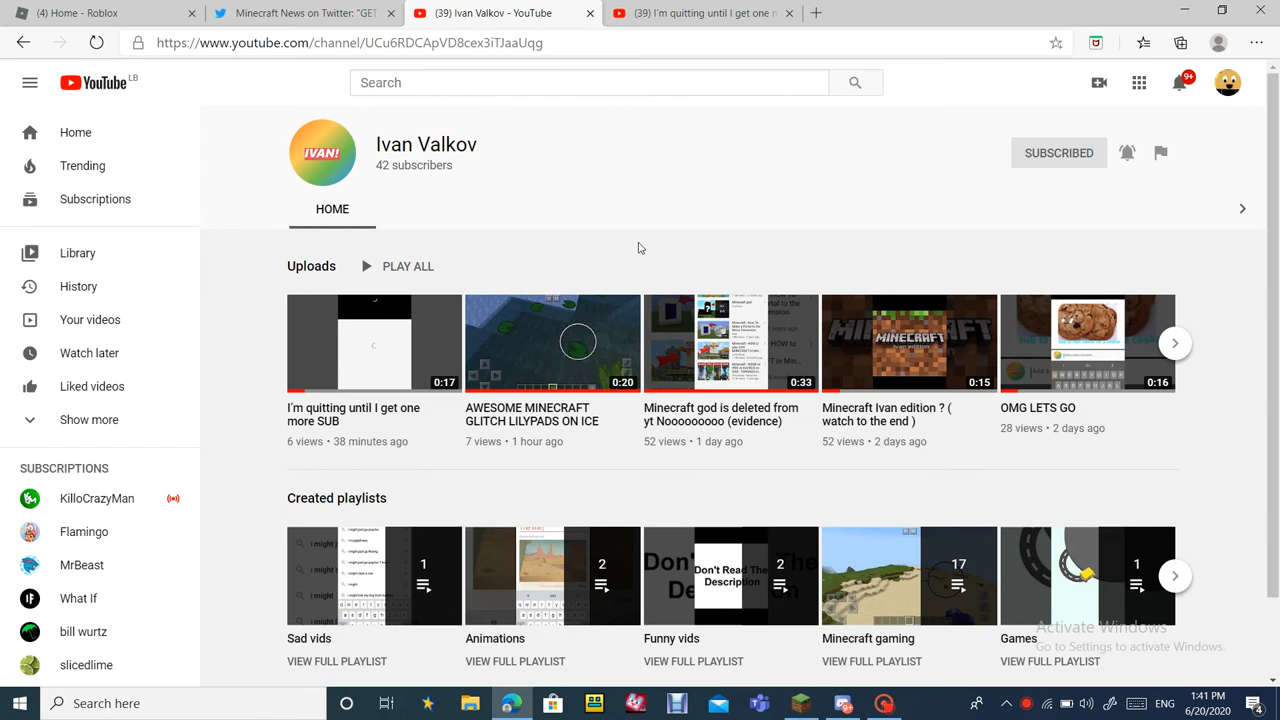 (4) Home - Roblox
Minecraft News on Twitter: "GET
(39) Ivan Valkov - YouTube
(39) I'm quitting until I get one m
https://www.youtube.com/channel/UCu6RDCApVD8cex3iTJaaUqg
YouTube LB
Search
9+
Home
Trending
Subscriptions
Library
History
Your videos
Watch later
Liked videos
Show more
SUBSCRIPTIONS
KilloCrazyMan
Flamingo
MrBeast
What If
bill wurtz
slicedlime
IVAN!
Ivan Valkov
42 subscribers
SUBSCRIBED
HOME
Uploads
PLAY ALL
0:17
I'm quitting until I get one
more SUB
6 views • 38 minutes ago
0:20
AWESOME MINECRAFT
GLITCH LILYPADS ON ICE
7 views • 1 hour ago
0:33
Minecraft god is deleted from
yt Nooooooooo (evidence)
52 views • 1 day ago
MINECRAFT
0:15
Minecraft Ivan edition ? (
watch to the end )
52 views • 2 days ago
0:16
OMG LETS GO
28 views • 2 days ago
Created playlists
1
Sad vids
VIEW FULL PLAYLIST
2
Animations
VIEW FULL PLAYLIST
Don't Read The
Description
2
Funny vids
VIEW FULL PLAYLIST
17
Minecraft gaming
VIEW FULL PLAYLIST
1
Games
VIEW FULL PLAYLIST
Activate Windows
Go to Settings to activate Windows.
Search here
ENG
1:41 PM
6/20/2020